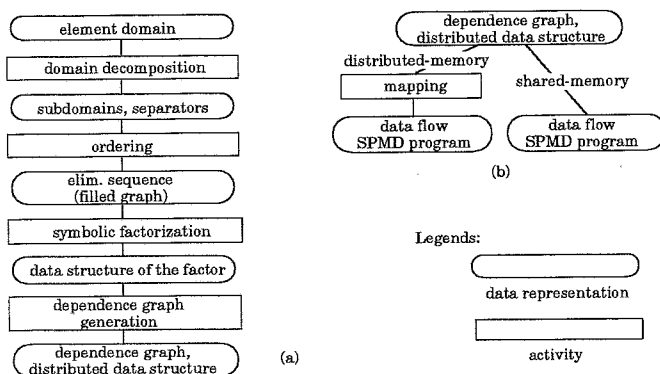 element domain
domain decomposition
subdomains, separators
ordering
elim. sequence
(filled graph)
symbolic factorization
data structure of the factor
dependence graph
generation
dependence graph,
distributed data structure
(a)
dependence graph,
distributed data structure
distributed-memory
shared-memory
mapping
data flow
SPMD program
data flow
SPMD program
(b)
Legends:
data representation
activity